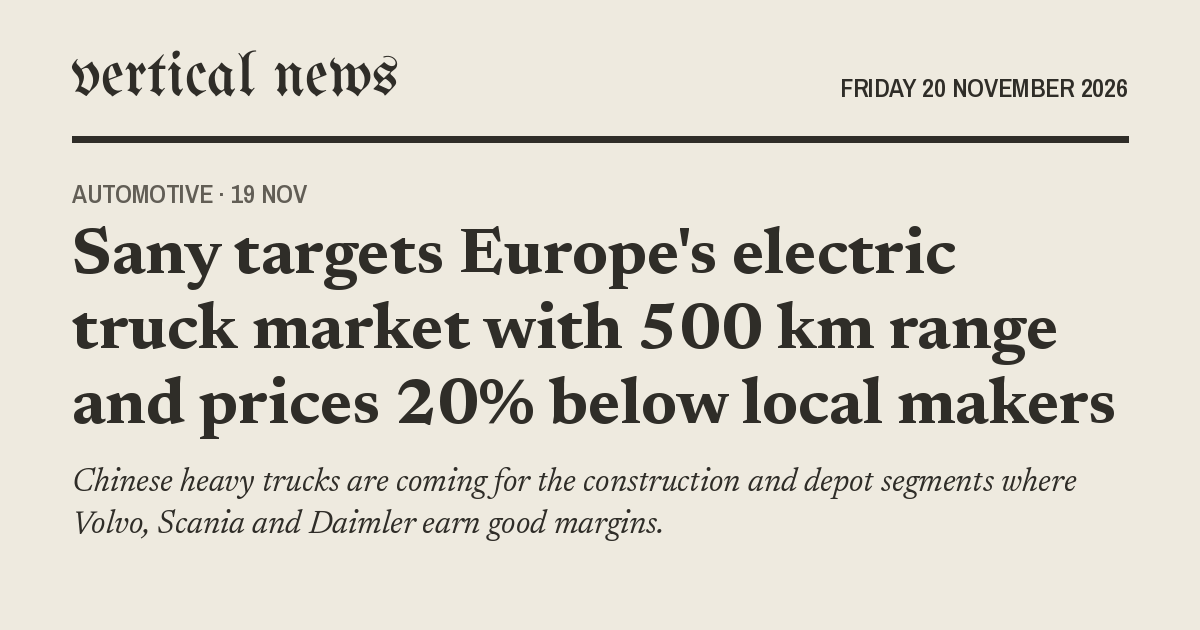 vertical news
FRIDAY 20 NOVEMBER 2026
AUTOMOTIVE · 19 NOV
Sany targets Europe's electric
truck market with 500 km range
and prices 20% below local makers
Chinese heavy trucks are coming for the construction and depot segments where
Volvo, Scania and Daimler earn good margins.